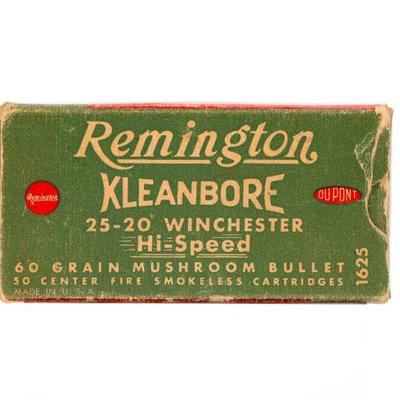 Remington
KLEANBORE
Remington
DU PONT
25-20 WINCHESTER
Hi-Speed
60 GRAIN MUSHROOM BULLET
50 CENTER FIRE SMOKELESS CARTRIDGES
MADE IN U.S.A.
1625